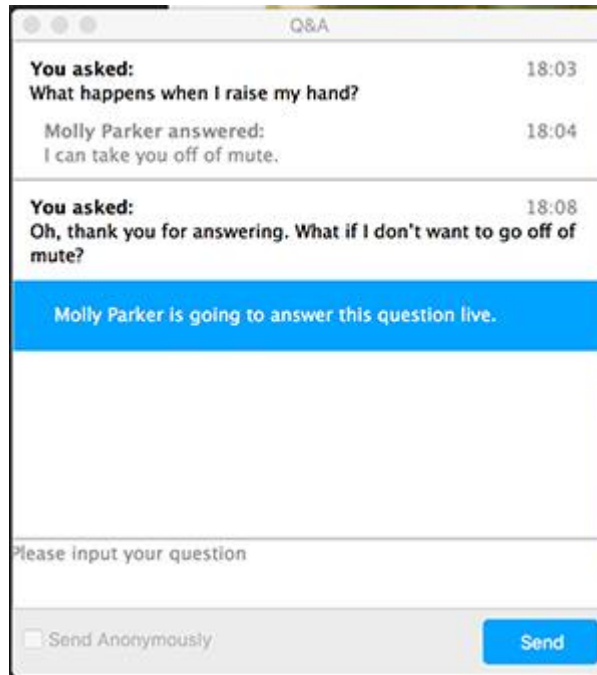 Q&A
You asked: 18:03
What happens when I raise my hand?
Molly Parker answered: 18:04
I can take you off of mute.
You asked: 18:08
Oh, thank you for answering. What if I don't want to go off of
mute?
Molly Parker is going to answer this question live.
Please input your question
Send Anonymously
Send